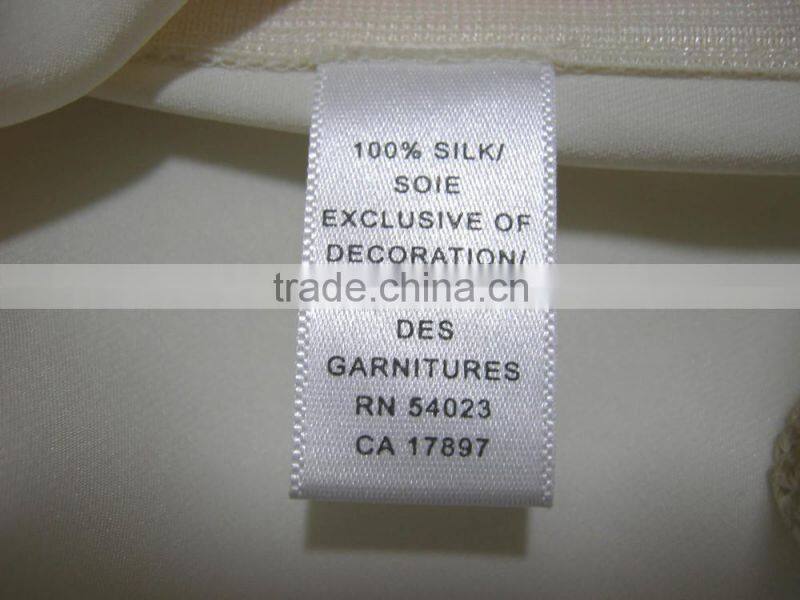 100% SILK/
SOIE
EXCLUSIVE OF
DECORATION/
trade.china.cn
DES
GARNITURES
RN 54023
CA 17897